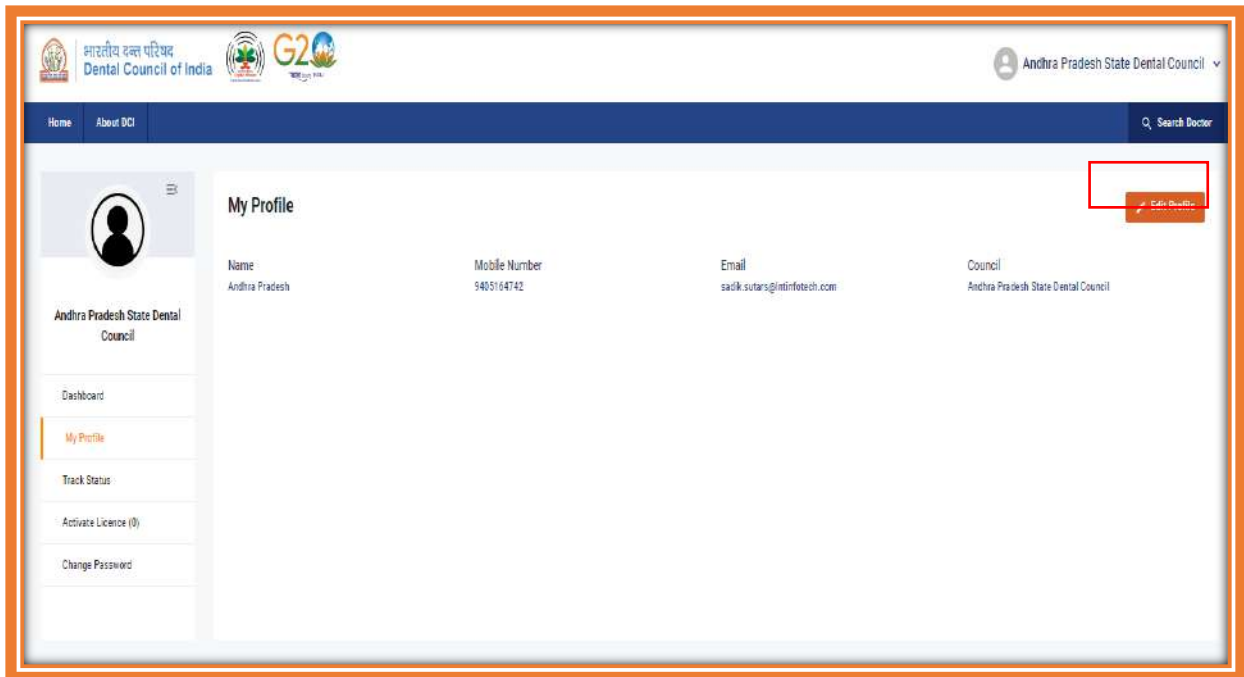 भारतीय दन्त परिषद
Dental Council of India
G20
Andhra Pradesh State Dental Council
Home
About DCI
Search Doctor
My Profile
Edit Profile
Name
Mobile Number
Email
Council
Andhra Pradesh
9405164742
sadik.sutars@lntinfotech.com
Andhra Pradesh State Dental Council
Andhra Pradesh State Dental
Council
Dashboard
My Profile
Track Status
Activate Licence (0)
Change Password